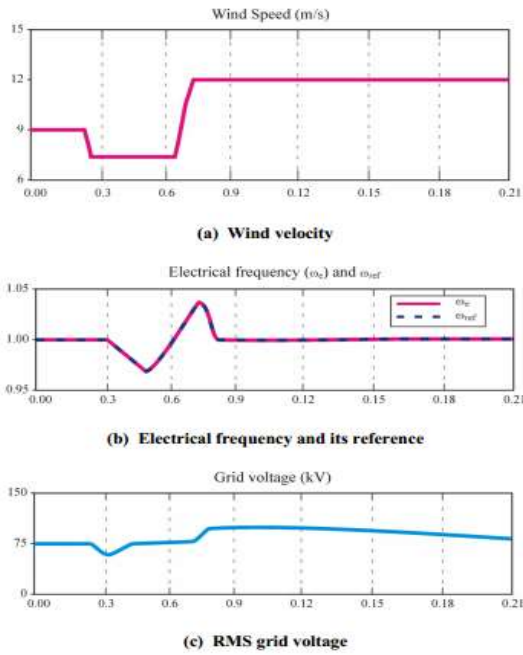 Wind Speed (m/s)
15
12
9
6
0.00 0.3 0.6 0.9 0.12 0.15 0.18 0.21
(a) Wind velocity
Electrical frequency (ωe) and ωref
1.05
ωe
ωref
1.00
0.95
0.00 0.3 0.6 0.9 0.12 0.15 0.18 0.21
(b) Electrical frequency and its reference
Grid voltage (kV)
150
75
0
0.00 0.3 0.6 0.9 0.12 0.15 0.18 0.21
(c) RMS grid voltage